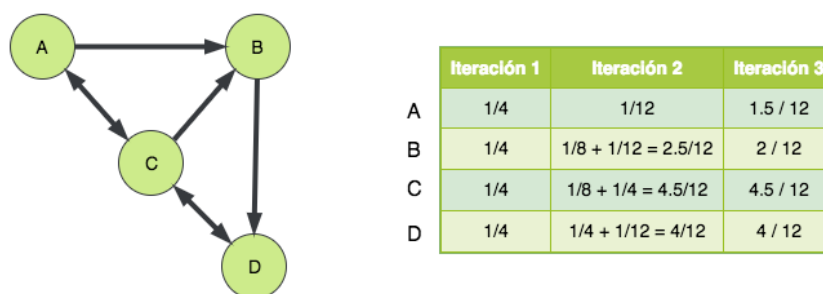 A
B
C
D
Iteración 1 Iteración 2 Iteración 3
A 1/4 1/12 1.5 / 12
B 1/4 1/8 + 1/12 = 2.5/12 2 / 12
C 1/4 1/8 + 1/4 = 4.5/12 4.5 / 12
D 1/4 1/4 + 1/12 = 4/12 4 / 12